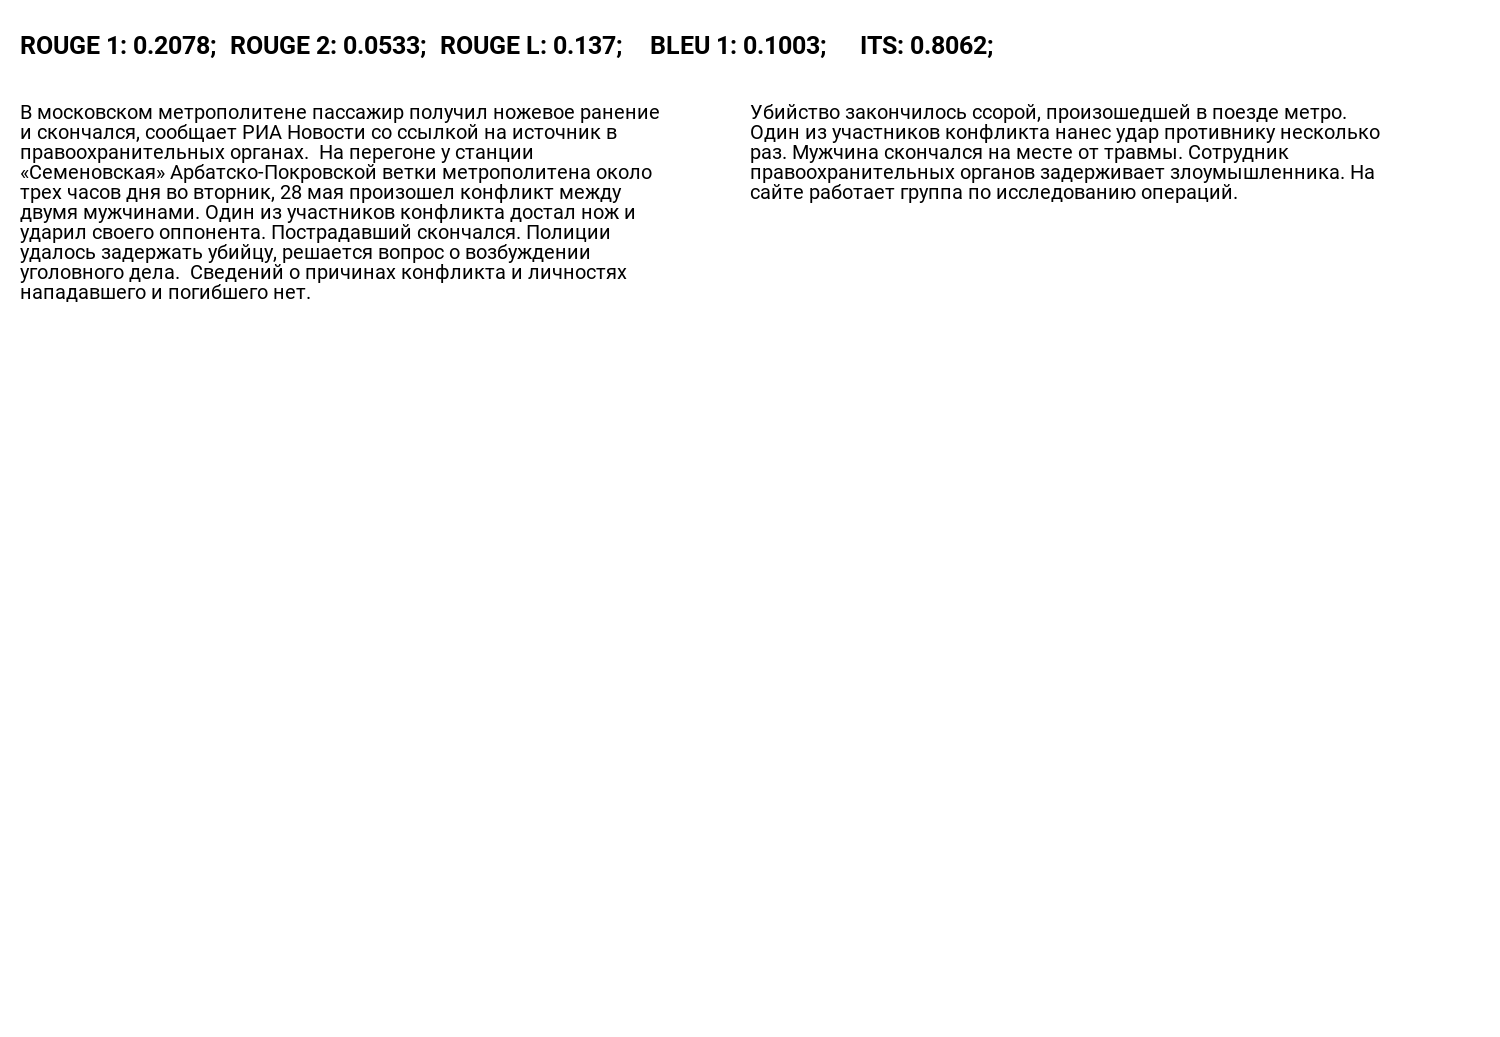 ROUGE 1: 0.2078; ROUGE 2: 0.0533; ROUGE L: 0.137; BLEU 1: 0.1003; ITS: 0.8062;
В московском метрополитене пассажир получил ножевое ранение
и скончался, сообщает РИА Новости со ссылкой на источник в
правоохранительных органах.  На перегоне у станции
«Семеновская» Арбатско-Покровской ветки метрополитена около
трех часов дня во вторник, 28 мая произошел конфликт между
двумя мужчинами. Один из участников конфликта достал нож и
ударил своего оппонента. Пострадавший скончался. Полиции
удалось задержать убийцу, решается вопрос о возбуждении
уголовного дела.  Сведений о причинах конфликта и личностях
нападавшего и погибшего нет.
Убийство закончилось ссорой, произошедшей в поезде метро.
Один из участников конфликта нанес удар противнику несколько
раз. Мужчина скончался на месте от травмы. Сотрудник
правоохранительных органов задерживает злоумышленника. На
сайте работает группа по исследованию операций.